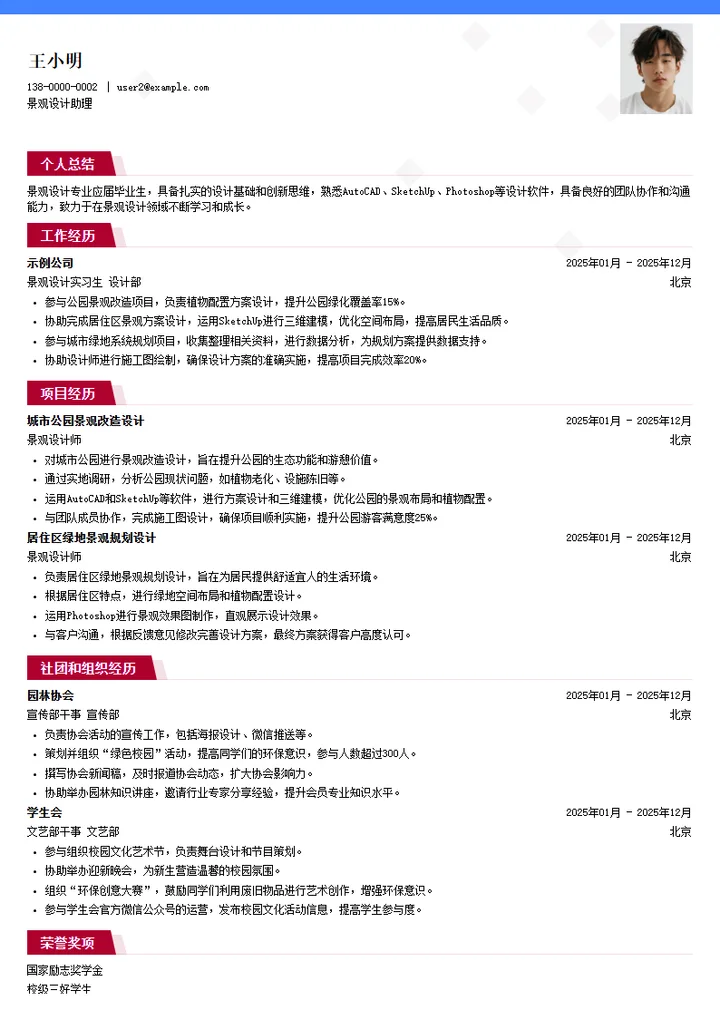 王小明
138-0000-0002 | user2@example.com
景观设计助理
个人总结
景观设计专业应届毕业生，具备扎实的设计基础和创新思维，熟悉AutoCAD、SketchUp、Photoshop等设计软件，具备良好的团队协作和沟通
能力，致力于在景观设计领域不断学习和成长。
工作经历
示例公司 2025年01月 - 2025年12月
景观设计实习生 设计部 北京
• 参与公园景观改造项目，负责植物配置方案设计，提升公园绿化覆盖率15%。
• 协助完成居住区景观方案设计，运用SketchUp进行三维建模，优化空间布局，提高居民生活品质。
• 参与城市绿地系统规划项目，收集整理相关资料，进行数据分析，为规划方案提供数据支持。
• 协助设计师进行施工图绘制，确保设计方案的准确实施，提高项目完成效率20%。
项目经历
城市公园景观改造设计 2025年01月 - 2025年12月
景观设计师 北京
• 对城市公园进行景观改造设计，旨在提升公园的生态功能和游憩价值。
• 通过实地调研，分析公园现状问题，如植物老化、设施陈旧等。
• 运用AutoCAD和SketchUp等软件，进行方案设计和三维建模，优化公园的景观布局和植物配置。
• 与团队成员协作，完成施工图设计，确保项目顺利实施，提升公园游客满意度25%。
居住区绿地景观规划设计 2025年01月 - 2025年12月
景观设计师 北京
• 负责居住区绿地景观规划设计，旨在为居民提供舒适宜人的生活环境。
• 根据居住区特点，进行绿地空间布局和植物配置设计。
• 运用Photoshop进行景观效果图制作，直观展示设计效果。
• 与客户沟通，根据反馈意见修改完善设计方案，最终方案获得客户高度认可。
社团和组织经历
园林协会 2025年01月 - 2025年12月
宣传部干事 宣传部 北京
• 负责协会活动的宣传工作，包括海报设计、微信推送等。
• 策划并组织“绿色校园”活动，提高同学们的环保意识，参与人数超过300人。
• 撰写协会新闻稿，及时报道协会动态，扩大协会影响力。
• 协助举办园林知识讲座，邀请行业专家分享经验，提升会员专业知识水平。
学生会 2025年01月 - 2025年12月
文艺部干事 文艺部 北京
• 参与组织校园文化艺术节，负责舞台设计和节目策划。
• 协助举办迎新晚会，为新生营造温馨的校园氛围。
• 组织“环保创意大赛”，鼓励同学们利用废旧物品进行艺术创作，增强环保意识。
• 参与学生会官方微信公众号的运营，发布校园文化活动信息，提高学生参与度。
荣誉奖项
国家励志奖学金
校级三好学生